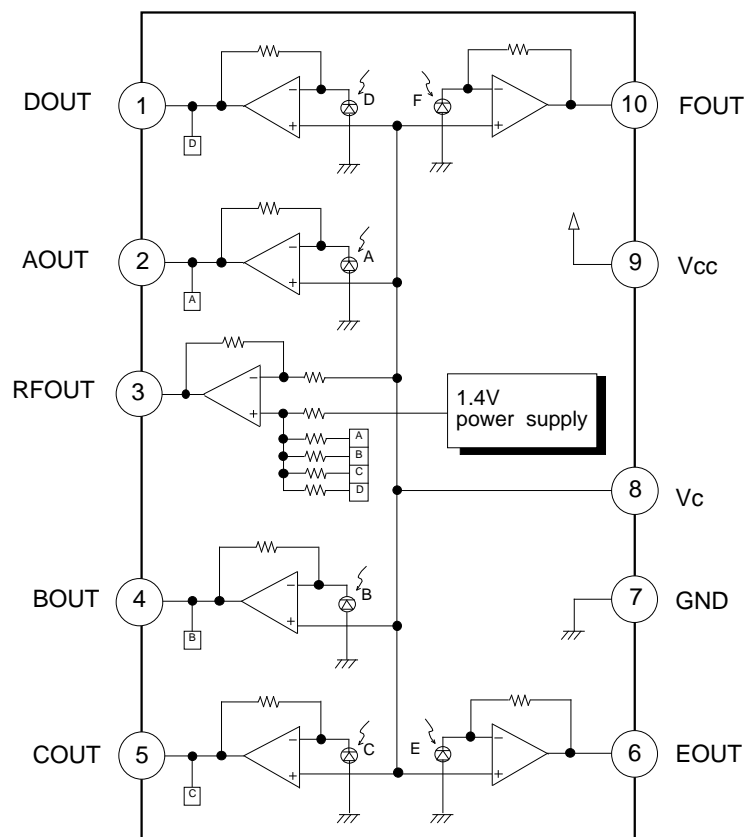 DOUT 1 D D F 10 FOUT
AOUT 2 A A 9 Vcc
RFOUT 3
1.4V
power supply
A
B
C
D
8 Vc
BOUT 4 B B 7 GND
COUT 5 C C E 6 EOUT